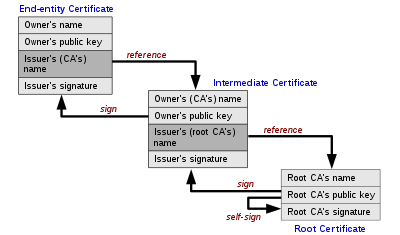 End-entity Certificate
Owner's name
Owner's public key
Issuer's (CA's)
name
Issuer's signature
reference
sign
Intermediate Certificate
Owner's (CA's) name
Owner's public key
Issuer's (root CA's)
name
Issuer's signature
reference
sign
self-sign
Root CA's name
Root CA's public key
Root CA's signature
Root Certificate